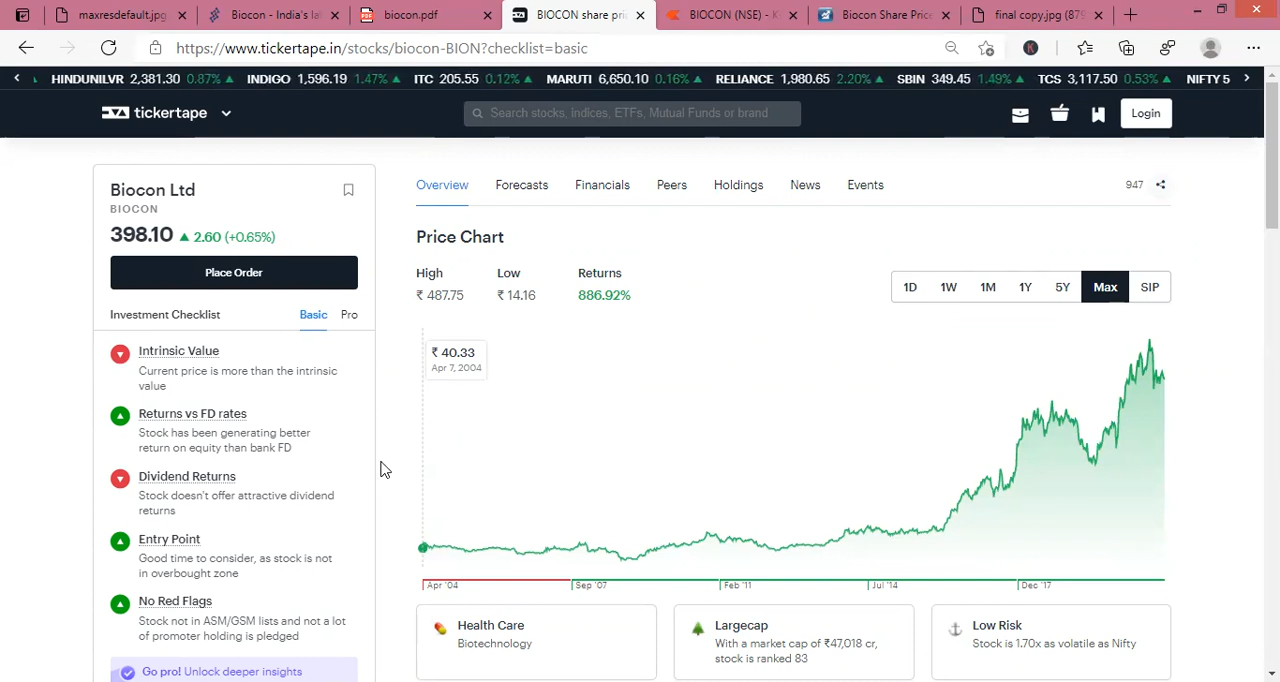 maxresdefault.jpg
Biocon - India's la
biocon.pdf
BIOCON share pri
BIOCON (NSE) - K
Biocon Share Price
final copy.jpg (879
https://www.tickertape.in/stocks/biocon-BION?checklist=basic
HINDUNILVR 2,381.30 0.87% INDIGO 1,596.19 1.47% ITC 205.55 0.12% MARUTI 6,650.10 0.16% RELIANCE 1,980.65 2.20% SBIN 349.45 1.49% TCS 3,117.50 0.53% NIFTY 5
tickertape
Search stocks, indices, ETFs, Mutual Funds or brand
Login
Biocon Ltd
BIOCON
398.10 2.60 (+0.65%)
Place Order
Investment Checklist Basic Pro
Intrinsic Value
Current price is more than the intrinsic
value
Returns vs FD rates
Stock has been generating better
return on equity than bank FD
Dividend Returns
Stock doesn't offer attractive dividend
returns
Entry Point
Good time to consider, as stock is not
in overbought zone
No Red Flags
Stock not in ASM/GSM lists and not a lot
of promoter holding is pledged
Go pro! Unlock deeper insights
Overview Forecasts Financials Peers Holdings News Events 947
Price Chart
High Low Returns
₹ 487.75 ₹ 14.16 886.92%
1D 1W 1M 1Y 5Y Max SIP
₹ 40.33
Apr 7, 2004
Apr '04 Sep '07 Feb '11 Jul '14 Dec '17
Health Care
Biotechnology
Largecap
With a market cap of ₹47,018 cr,
stock is ranked 83
Low Risk
Stock is 1.70x as volatile as Nifty